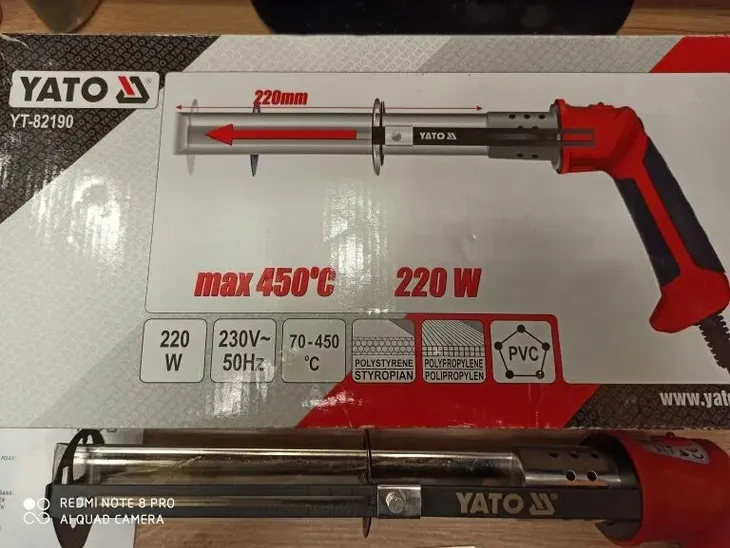 YATO
YT-82190
220mm
YATO
max 450°C
220 W
220
W
230V~
50Hz
70-450
°C
POLYSTYRENE
STYROPIAN
POLYPROPYLENE
POLIPROPYLEN
PVC
www.yato
YATO
REDMI NOTE 8 PRO
AI QUAD CAMERA